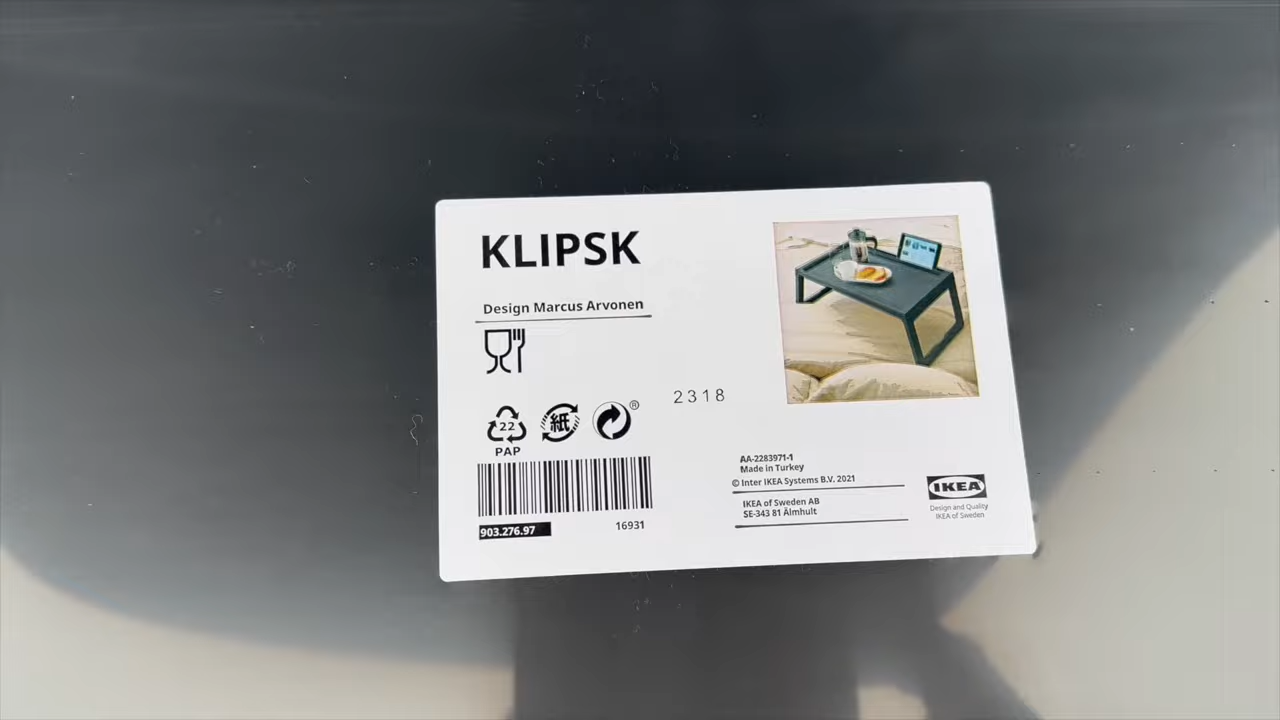 KLIPSK
Design Marcus Arvonen
2318
22
PAP
紙
®
903.276.97
16931
AA-2283971-1
Made in Turkey
© Inter IKEA Systems B.V. 2021
IKEA of Sweden AB
SE-343 81 Älmhult
IKEA
Design and Quality
IKEA of Sweden